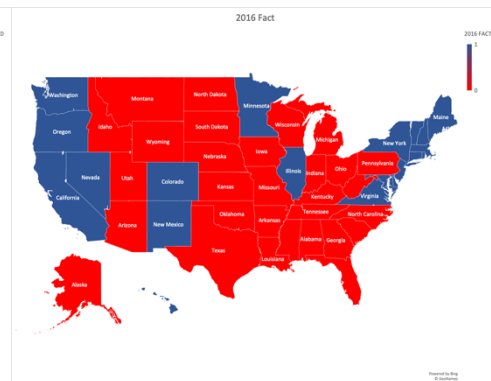 2016 Fact
2016 FACT
1
0
Washington
Oregon
California
Nevada
Idaho
Montana
Wyoming
Utah
Arizona
Colorado
New Mexico
North Dakota
South Dakota
Nebraska
Kansas
Oklahoma
Texas
Minnesota
Iowa
Missouri
Arkansas
Louisiana
Wisconsin
Illinois
Michigan
Indiana
Ohio
Kentucky
Tennessee
Alabama
Georgia
North Carolina
Virginia
Pennsylvania
New York
Maine
Alaska
Powered by Bing
© GeoNames